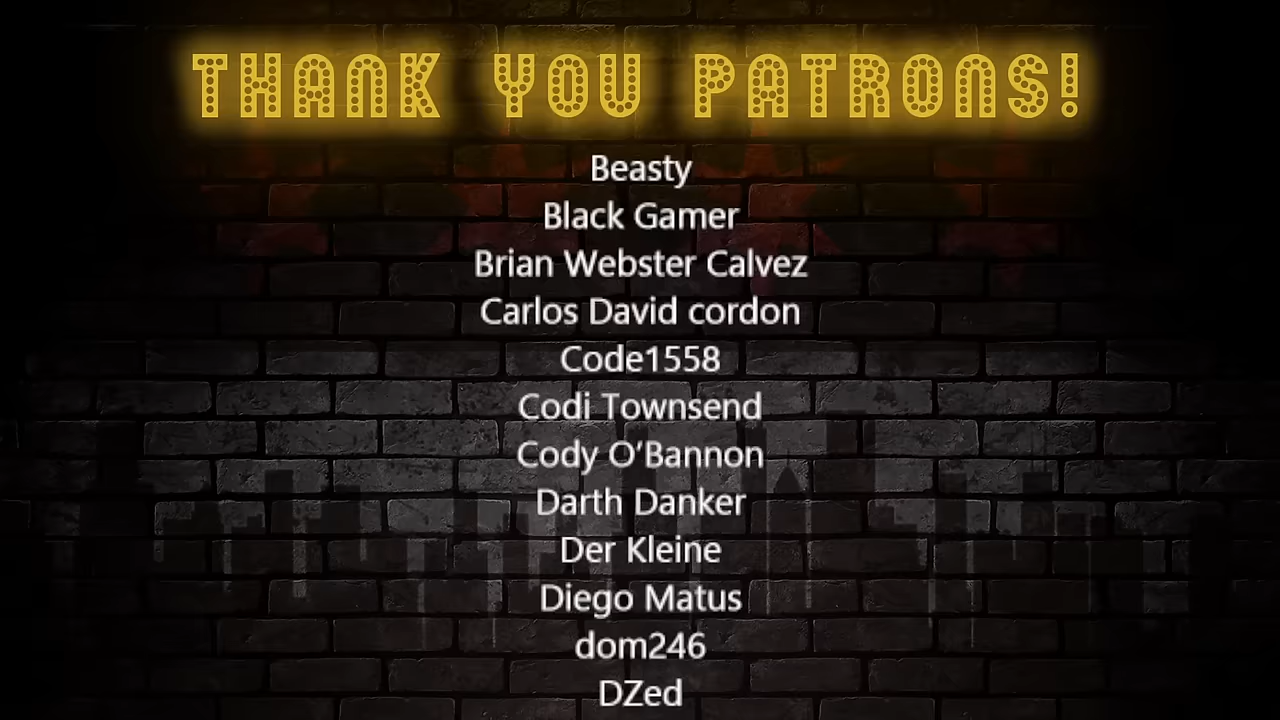 THANK YOU PATRONS!
Beasty
Black Gamer
Brian Webster Calvez
Carlos David cordon
Code1558
Codi Townsend
Cody O’Bannon
Darth Danker
Der Kleine
Diego Matus
dom246
DZed